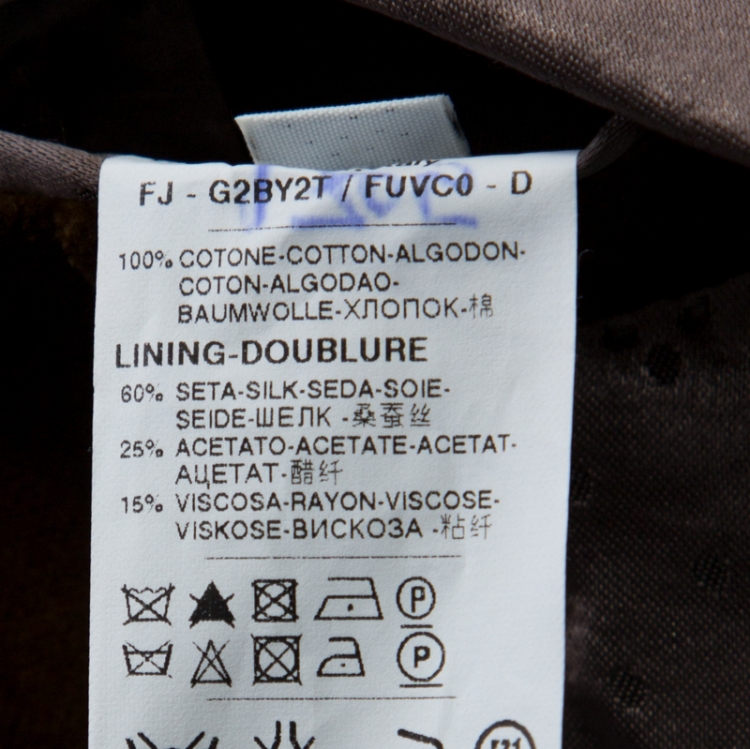 FJ - G2BY2T / FUVC0 - D
100% COTONE-COTTON-ALGODON-
COTON-ALGODAO-
BAUMWOLLE-ХЛОПОК-棉
LINING-DOUBLURE
60% SETA-SILK-SEDA-SOIE-
SEIDE-ШЕЛК -桑蚕丝
25% ACETATO-ACETATE-ACETAT-
АЦЕТАТ-醋纤
15% VISCOSA-RAYON-VISCOSE-
VISKOSE-ВИСКОЗА -粘纤
P
P